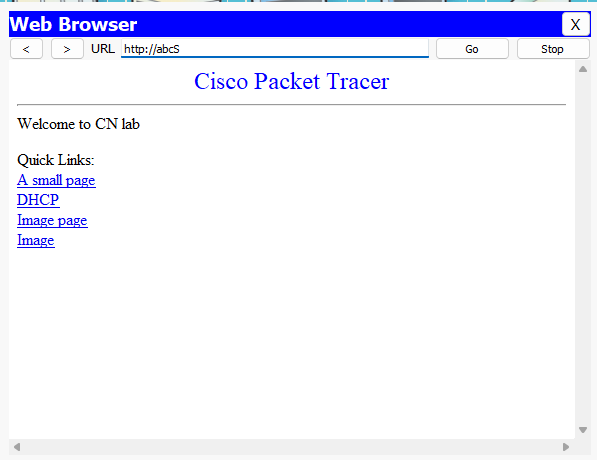 Web Browser X
< > URL http://abcS Go Stop
Cisco Packet Tracer
Welcome to CN lab
Quick Links:
A small page
DHCP
Image page
Image